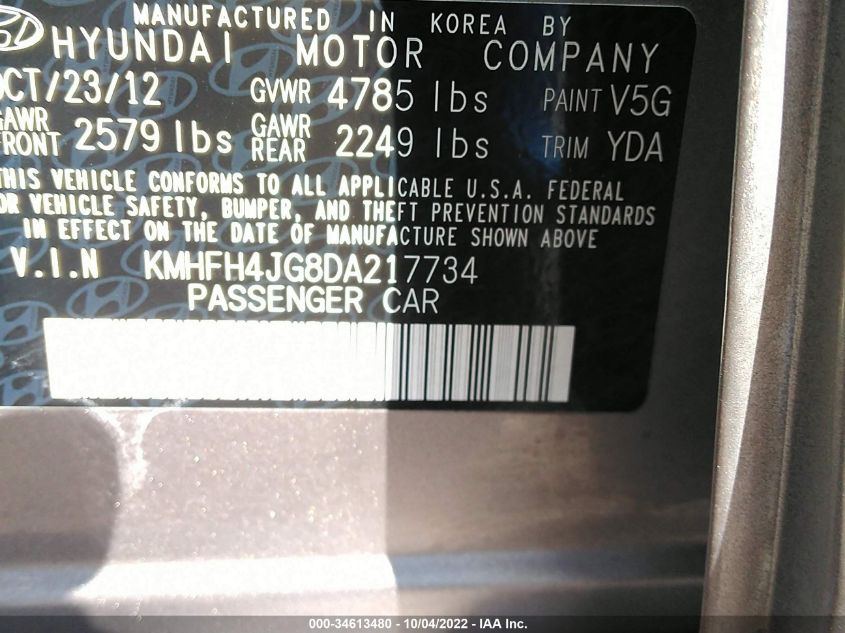 MANUFACTURED IN KOREA BY
HYUNDAI MOTOR COMPANY
OCT/23/12 GVWR 4785 lbs PAINT V5G
GAWR FRONT 2579 lbs GAWR REAR 2249 lbs TRIM YDA
THIS VEHICLE CONFORMS TO ALL APPLICABLE U.S.A. FEDERAL
OR VEHICLE SAFETY, BUMPER, AND THEFT PREVENTION STANDARDS
IN EFFECT ON THE DATE OF MANUFACTURE SHOWN ABOVE
V.I.N KMHFH4JG8DA217734
PASSENGER CAR
000-34613480 - 10/04/2022 - IAA Inc.